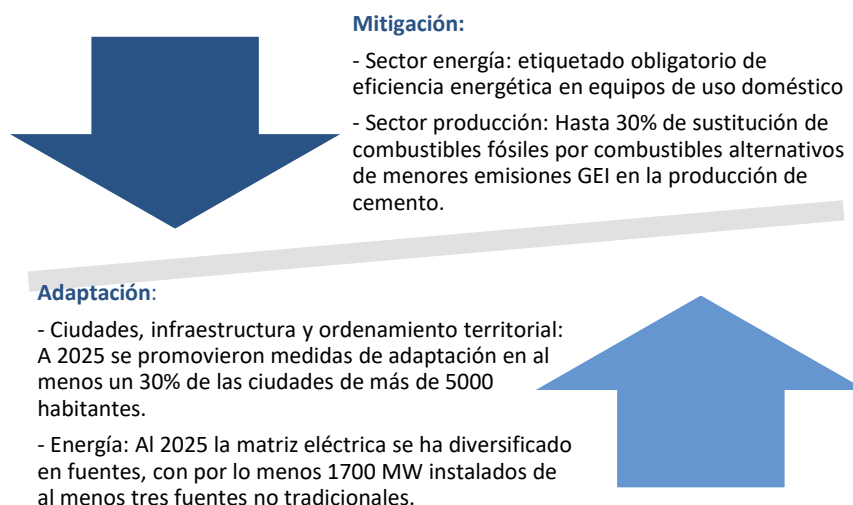 Mitigación:
- Sector energía: etiquetado obligatorio de
eficiencia energética en equipos de uso doméstico
- Sector producción: Hasta 30% de sustitución de
combustibles fósiles por combustibles alternativos
de menores emisiones GEI en la producción de
cemento.
Adaptación:
- Ciudades, infraestructura y ordenamiento territorial:
A 2025 se promovieron medidas de adaptación en al
menos un 30% de las ciudades de más de 5000
habitantes.
- Energía: Al 2025 la matriz eléctrica se ha diversificado
en fuentes, con por lo menos 1700 MW instalados de
al menos tres fuentes no tradicionales.